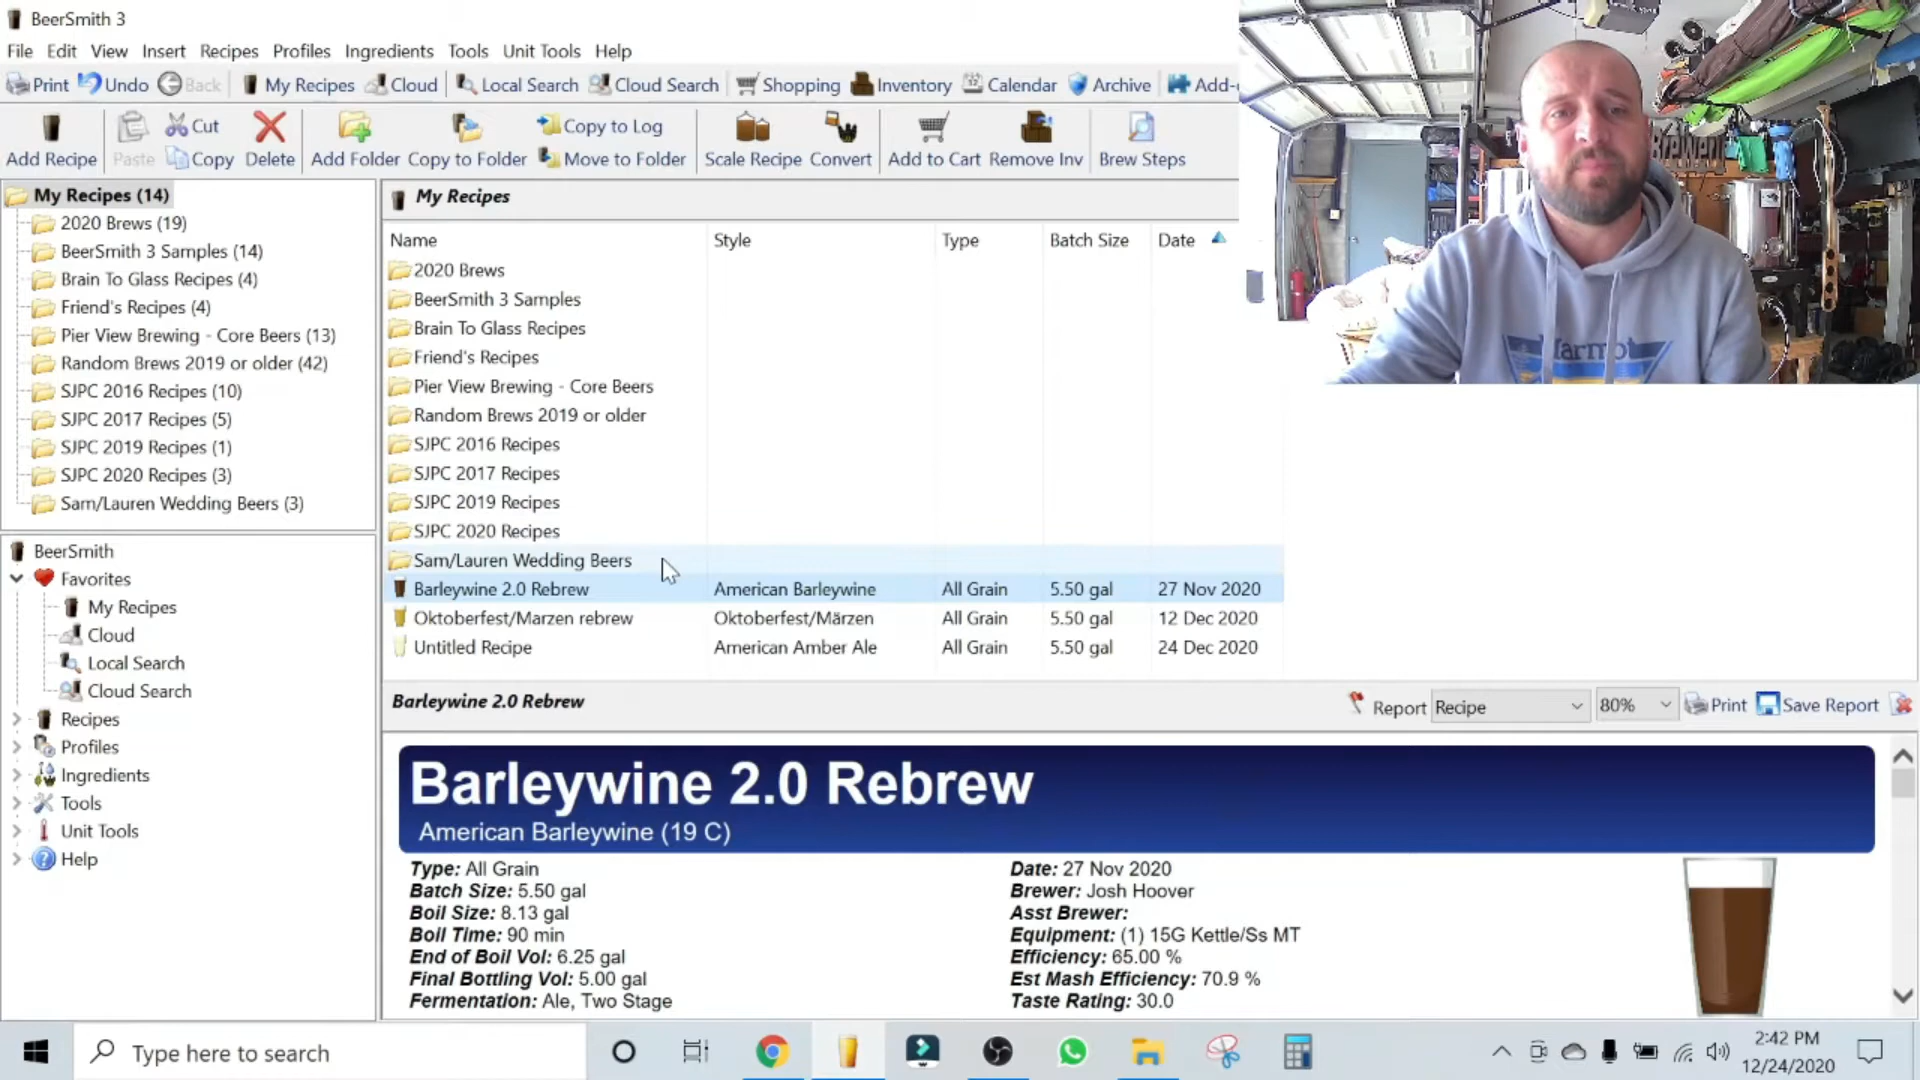 BeerSmith 3
File Edit View Insert Recipes Profiles Ingredients Tools Unit Tools Help
Print Undo Back My Recipes Cloud Local Search Cloud Search Shopping Inventory Calendar Archive Add-
Add Recipe Paste Cut Copy Delete Add Folder Copy to Folder Copy to Log Move to Folder Scale Recipe Convert Add to Cart Remove Inv Brew Steps
My Recipes (14)
2020 Brews (19)
BeerSmith 3 Samples (14)
Brain To Glass Recipes (4)
Friend's Recipes (4)
Pier View Brewing - Core Beers (13)
Random Brews 2019 or older (42)
SJPC 2016 Recipes (10)
SJPC 2017 Recipes (5)
SJPC 2019 Recipes (1)
SJPC 2020 Recipes (3)
Sam/Lauren Wedding Beers (3)
BeerSmith
Favorites
My Recipes
Cloud
Local Search
Cloud Search
Recipes
Profiles
Ingredients
Tools
Unit Tools
Help
My Recipes
Name Style Type Batch Size Date
2020 Brews
BeerSmith 3 Samples
Brain To Glass Recipes
Friend's Recipes
Pier View Brewing - Core Beers
Random Brews 2019 or older
SJPC 2016 Recipes
SJPC 2017 Recipes
SJPC 2019 Recipes
SJPC 2020 Recipes
Sam/Lauren Wedding Beers
Barleywine 2.0 Rebrew American Barleywine All Grain 5.50 gal 27 Nov 2020
Oktoberfest/Marzen rebrew Oktoberfest/Märzen All Grain 5.50 gal 12 Dec 2020
Untitled Recipe American Amber Ale All Grain 5.50 gal 24 Dec 2020
Barleywine 2.0 Rebrew Report Recipe 80% Print Save Report
Barleywine 2.0 Rebrew
American Barleywine (19 C)
Type: All Grain
Batch Size: 5.50 gal
Boil Size: 8.13 gal
Boil Time: 90 min
End of Boil Vol: 6.25 gal
Final Bottling Vol: 5.00 gal
Fermentation: Ale, Two Stage
Date: 27 Nov 2020
Brewer: Josh Hoover
Asst Brewer:
Equipment: (1) 15G Kettle/Ss MT
Efficiency: 65.00 %
Est Mash Efficiency: 70.9 %
Taste Rating: 30.0
Marmot
Type here to search
2:42 PM
12/24/2020